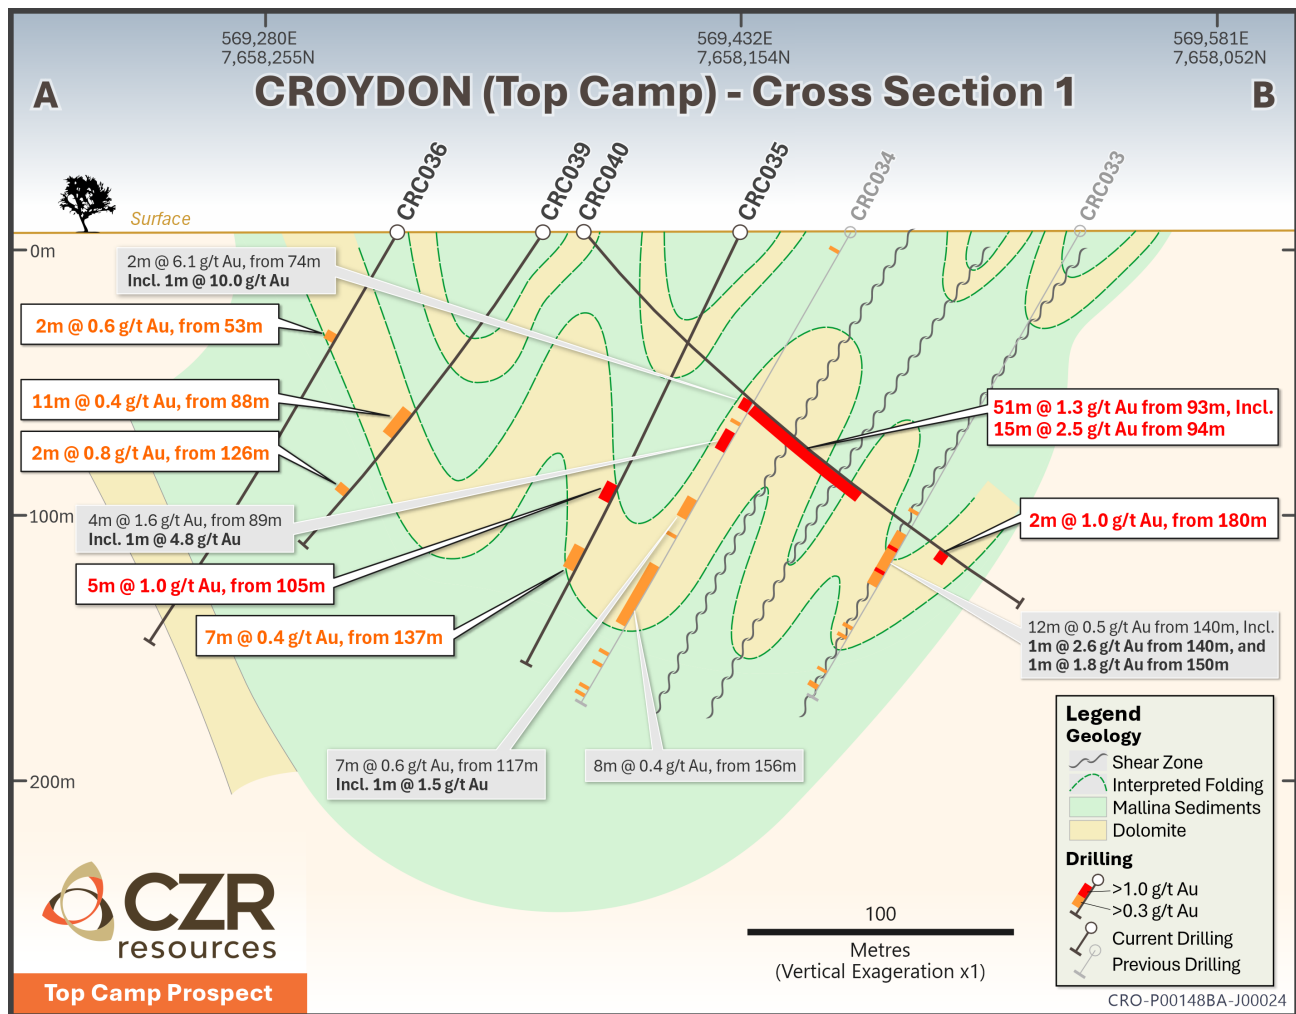 569,280E
7,658,255N
569,432E
7,658,154N
569,581E
7,658,052N
A
CROYDON (Top Camp) - Cross Section 1
B
CRC036
CRC039
CRC040
CRC035
CRC034
CRC033
Surface
0m
2m @ 6.1 g/t Au, from 74m
Incl. 1m @ 10.0 g/t Au
2m @ 0.6 g/t Au, from 53m
11m @ 0.4 g/t Au, from 88m
2m @ 0.8 g/t Au, from 126m
51m @ 1.3 g/t Au from 93m, Incl.
15m @ 2.5 g/t Au from 94m
100m
4m @ 1.6 g/t Au, from 89m
Incl. 1m @ 4.8 g/t Au
2m @ 1.0 g/t Au, from 180m
5m @ 1.0 g/t Au, from 105m
7m @ 0.4 g/t Au, from 137m
12m @ 0.5 g/t Au from 140m, Incl.
1m @ 2.6 g/t Au from 140m, and
1m @ 1.8 g/t Au from 150m
200m
7m @ 0.6 g/t Au, from 117m
Incl. 1m @ 1.5 g/t Au
8m @ 0.4 g/t Au, from 156m
Legend
Geology
Shear Zone
Interpreted Folding
Mallina Sediments
Dolomite
Drilling
>1.0 g/t Au
>0.3 g/t Au
Current Drilling
Previous Drilling
CZR
resources
Top Camp Prospect
100
Metres
(Vertical Exageration x1)
CRO-P00148BA-J00024